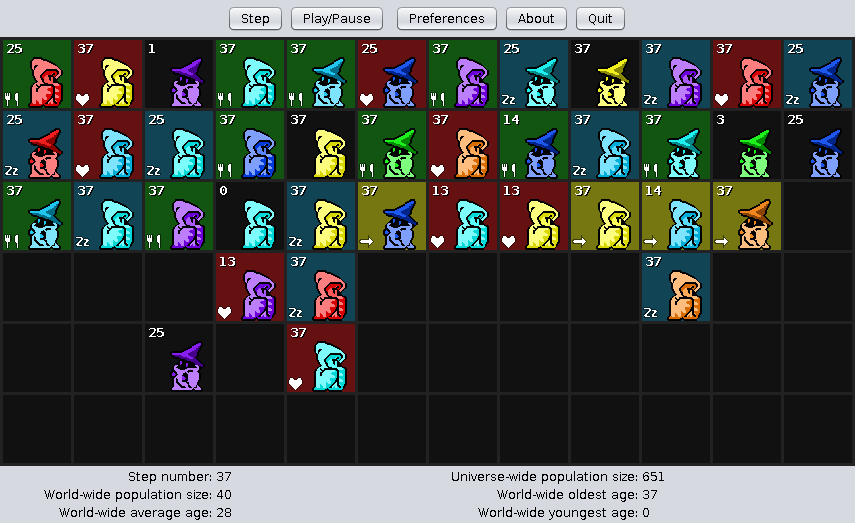 Step Play/Pause Preferences About Quit
25 37 1 37 37 25 37 25 37 37 37 25
zz zz zz
25 37 25 37 37 37 37 14 37 37 3 25
zz zz zz
37 37 37 0 37 37 13 13 37 14 37
zz zz
13 37 37
zz zz
25 37
Step number: 37 Universe-wide population size: 651
World-wide population size: 40 World-wide oldest age: 37
World-wide average age: 28 World-wide youngest age: 0